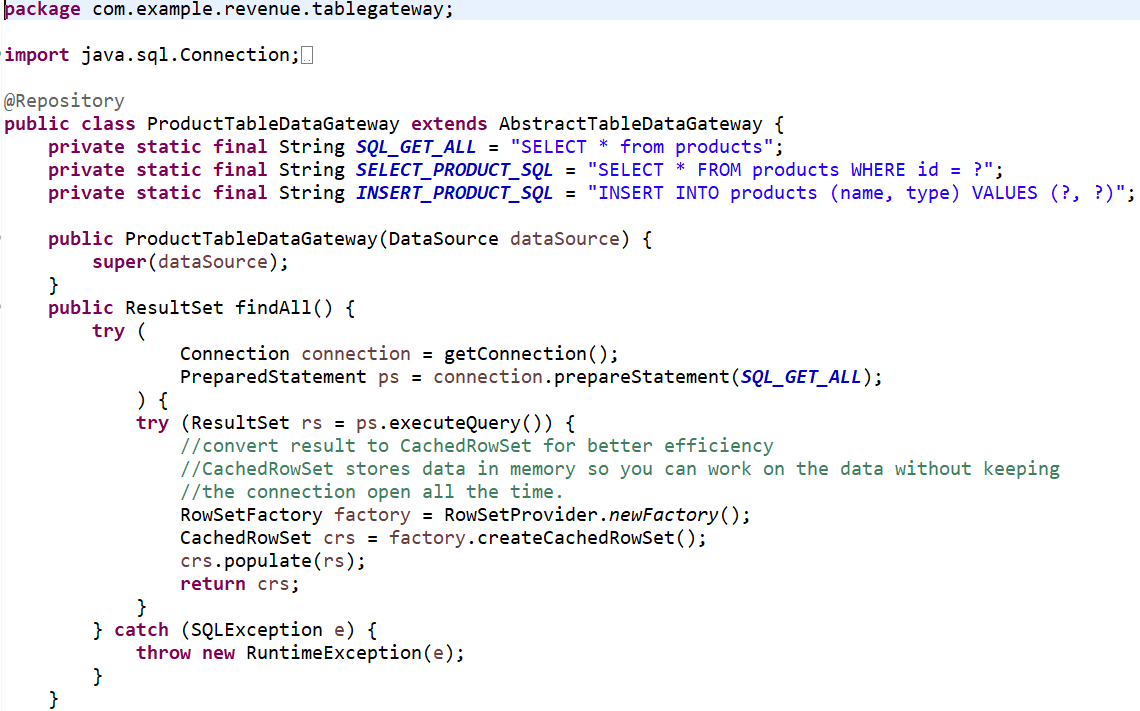 package com.example.revenue.tablegateway;
import java.sql.Connection;
@Repository
public class ProductTableDataGateway extends AbstractTableDataGateway {
private static final String SQL_GET_ALL = "SELECT * from products";
private static final String SELECT_PRODUCT_SQL = "SELECT * FROM products WHERE id = ?";
private static final String INSERT_PRODUCT_SQL = "INSERT INTO products (name, type) VALUES (?, ?)";
public ProductTableDataGateway(DataSource dataSource) {
super(dataSource);
}
public ResultSet findAll() {
try (
Connection connection = getConnection();
PreparedStatement ps = connection.prepareStatement(SQL_GET_ALL);
) {
try (ResultSet rs = ps.executeQuery()) {
//convert result to CachedRowSet for better efficiency
//CachedRowSet stores data in memory so you can work on the data without keeping
//the connection open all the time.
RowSetFactory factory = RowSetProvider.newFactory();
CachedRowSet crs = factory.createCachedRowSet();
crs.populate(rs);
return crs;
}
} catch (SQLException e) {
throw new RuntimeException(e);
}
}